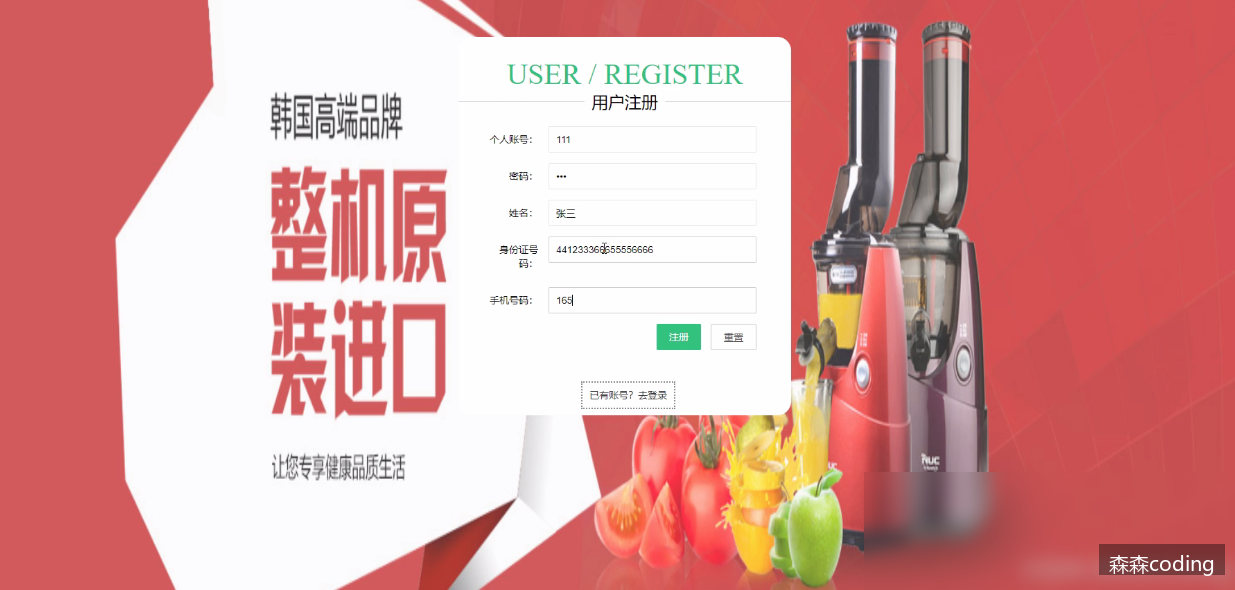 韩国高端品牌
整机原
装进口
让您专享健康品质生活
USER / REGISTER
用户注册
个人账号: 111
密码: •••
姓名: 张三
身份证号码:
手机号码: 165
注册 重置
已有账号？去登录
NUC
森森coding